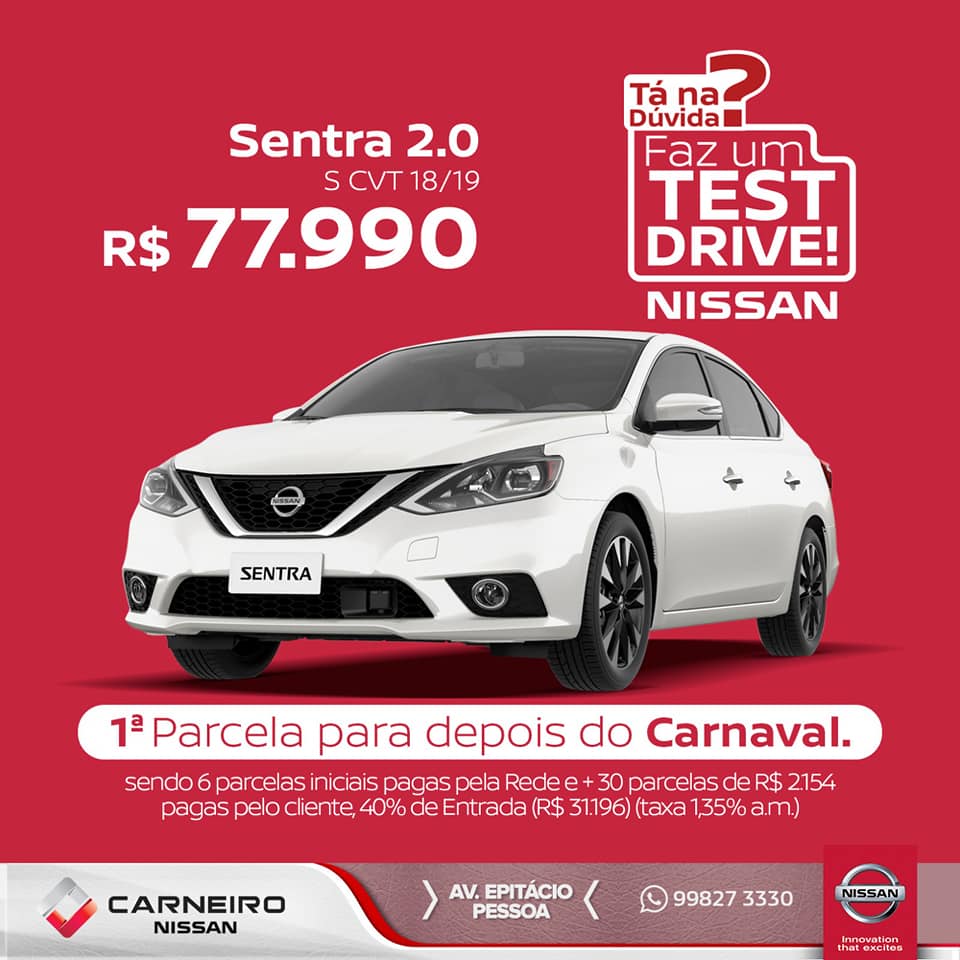 Sentra 2.0
S CVT 18/19
R$ 77.990
Tá na
Dúvida?
Faz um
TEST
DRIVE!
NISSAN
NISSAN
SENTRA
1ª Parcela para depois do Carnaval.
sendo 6 parcelas iniciais pagas pela Rede e + 30 parcelas de R$ 2.154
pagas pelo cliente, 40% de Entrada (R$ 31.196) (taxa 1,35% a.m.)
CARNEIRO
NISSAN
AV. EPITÁCIO
PESSOA
99827 3330
NISSAN
Innovation
that excites